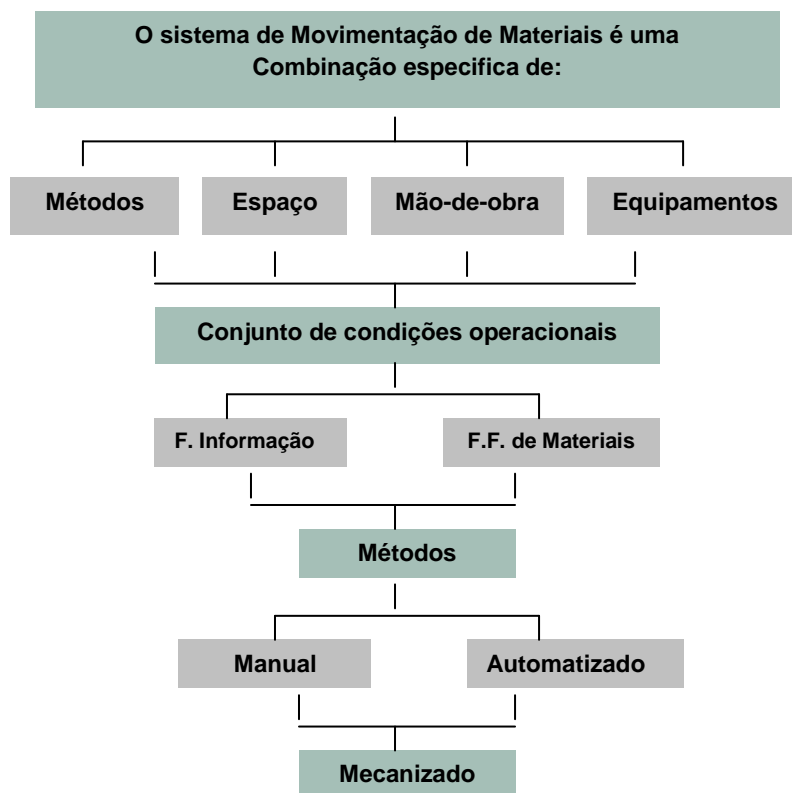 O sistema de Movimentação de Materiais é uma
Combinação especifica de:
Métodos
Espaço
Mão-de-obra
Equipamentos
Conjunto de condições operacionais
F. Informação
F.F. de Materiais
Métodos
Manual
Automatizado
Mecanizado